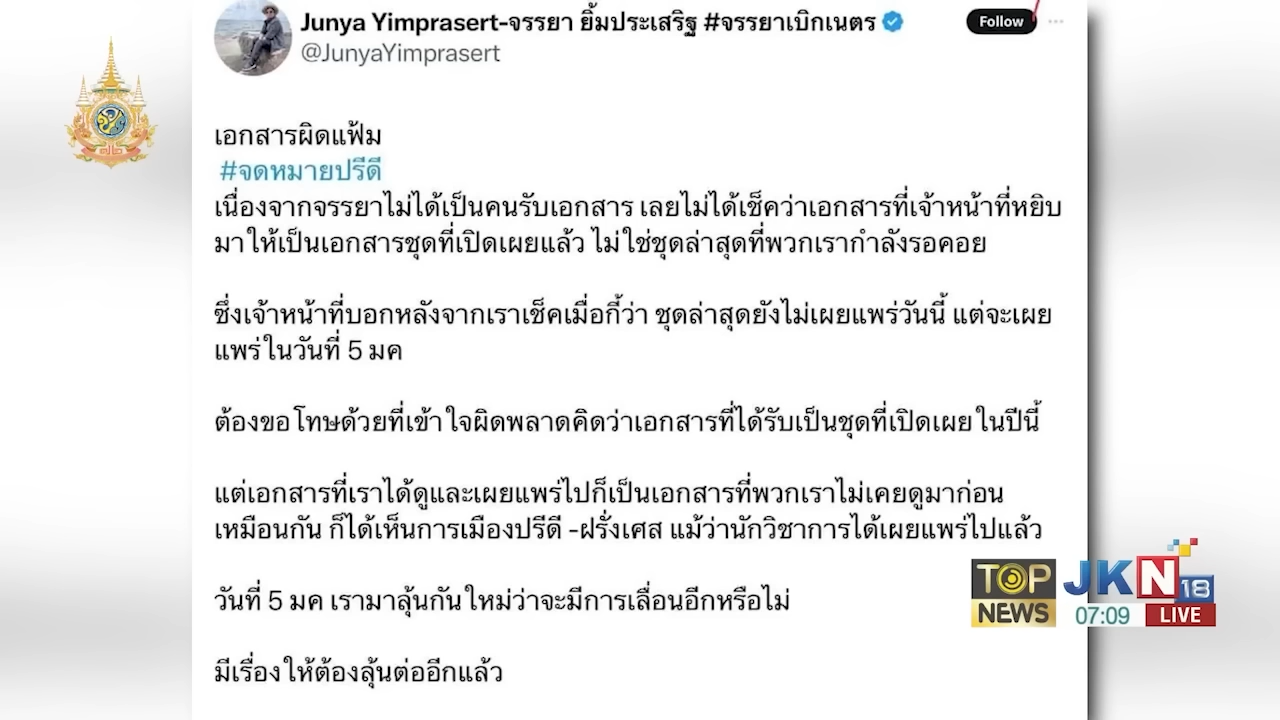 Junya Yimprasert-จรรยา ยิ้มประเสริฐ #จรรยาเบิกเนตร
Follow
@JunyaYimprasert
เอกสารผิดแฟ้ม
#จดหมายปรีดี
เนื่องจากจรรยาไม่ได้เป็นคนรับเอกสาร เลยไม่ได้เช็คว่าเอกสารที่เจ้าหน้าที่หยิบ
มาให้เป็นเอกสารชุดที่เปิดเผยแล้ว ไม่ใช่ชุดล่าสุดที่พวกเรากำลังรอคอย
ซึ่งเจ้าหน้าที่บอกหลังจากเราเช็คเมื่อกี้ว่า ชุดล่าสุดยังไม่เผยแพร่วันนี้ แต่จะเผย
แพร่ในวันที่ 5 มค
ต้องขอโทษด้วยที่เข้าใจผิดพลาดคิดว่าเอกสารที่ได้รับเป็นชุดที่เปิดเผยในปีนี้
แต่เอกสารที่เราได้ดูและเผยแพร่ไปก็เป็นเอกสารที่พวกเราไม่เคยดูมาก่อน
เหมือนกัน ก็ได้เห็นการเมืองปรีดี -ฝรั่งเศส แม้ว่านักวิชาการได้เผยแพร่ไปแล้ว
วันที่ 5 มค เรามาลุ้นกันใหม่ว่าจะมีการเลื่อนอีกหรือไม่
มีเรื่องให้ต้องลุ้นต่ออีกแล้ว
TOP NEWS
JKN 18
07:09 LIVE